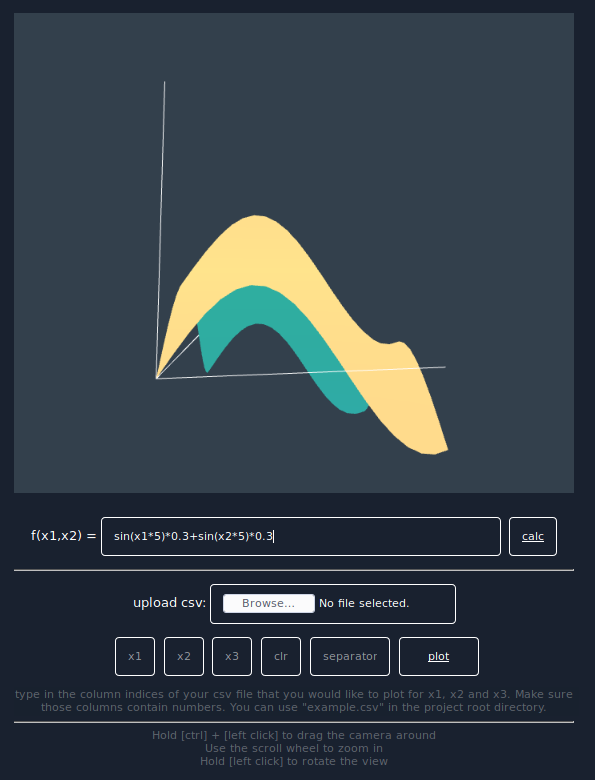 f(x1,x2) = sin(x1*5)*0.3+sin(x2*5)*0.3 calc
upload csv: Browse... No file selected.
x1 x2 x3 clr separator plot
type in the column indices of your csv file that you would like to plot for x1, x2 and x3. Make sure
those columns contain numbers. You can use "example.csv" in the project root directory.
Hold [ctrl] + [left click] to drag the camera around
Use the scroll wheel to zoom in
Hold [left click] to rotate the view